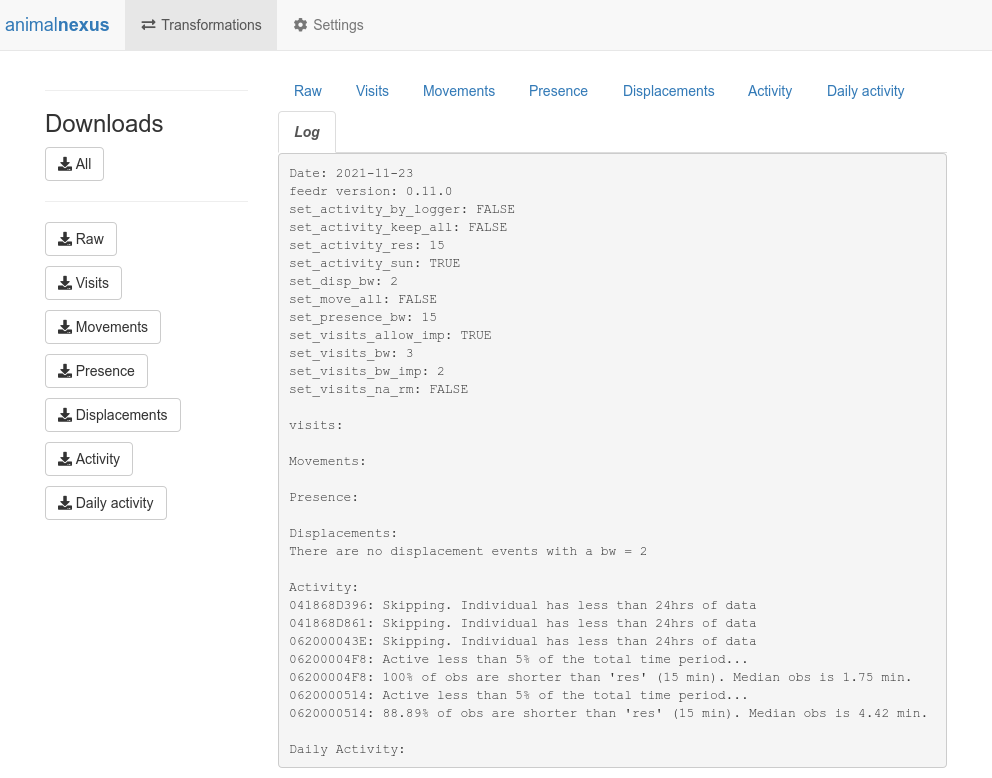 animalnexus Transformations Settings
Raw Visits Movements Presence Displacements Activity Daily activity
Log
Downloads
All
Raw
Visits
Movements
Presence
Displacements
Activity
Daily activity
Date: 2021-11-23
feedr version: 0.11.0
set_activity_by_logger: FALSE
set_activity_keep_all: FALSE
set_activity_res: 15
set_activity_sun: TRUE
set_disp_bw: 2
set_move_all: FALSE
set_presence_bw: 15
set_visits_allow_imp: TRUE
set_visits_bw: 3
set_visits_bw_imp: 2
set_visits_na_rm: FALSE
visits:
Movements:
Presence:
Displacements:
There are no displacement events with a bw = 2
Activity:
041868D396: Skipping. Individual has less than 24hrs of data
041868D861: Skipping. Individual has less than 24hrs of data
062000043E: Skipping. Individual has less than 24hrs of data
06200004F8: Active less than 5% of the total time period...
06200004F8: 100% of obs are shorter than 'res' (15 min). Median obs is 1.75 min.
0620000514: Active less than 5% of the total time period...
0620000514: 88.89% of obs are shorter than 'res' (15 min). Median obs is 4.42 min.
Daily Activity: